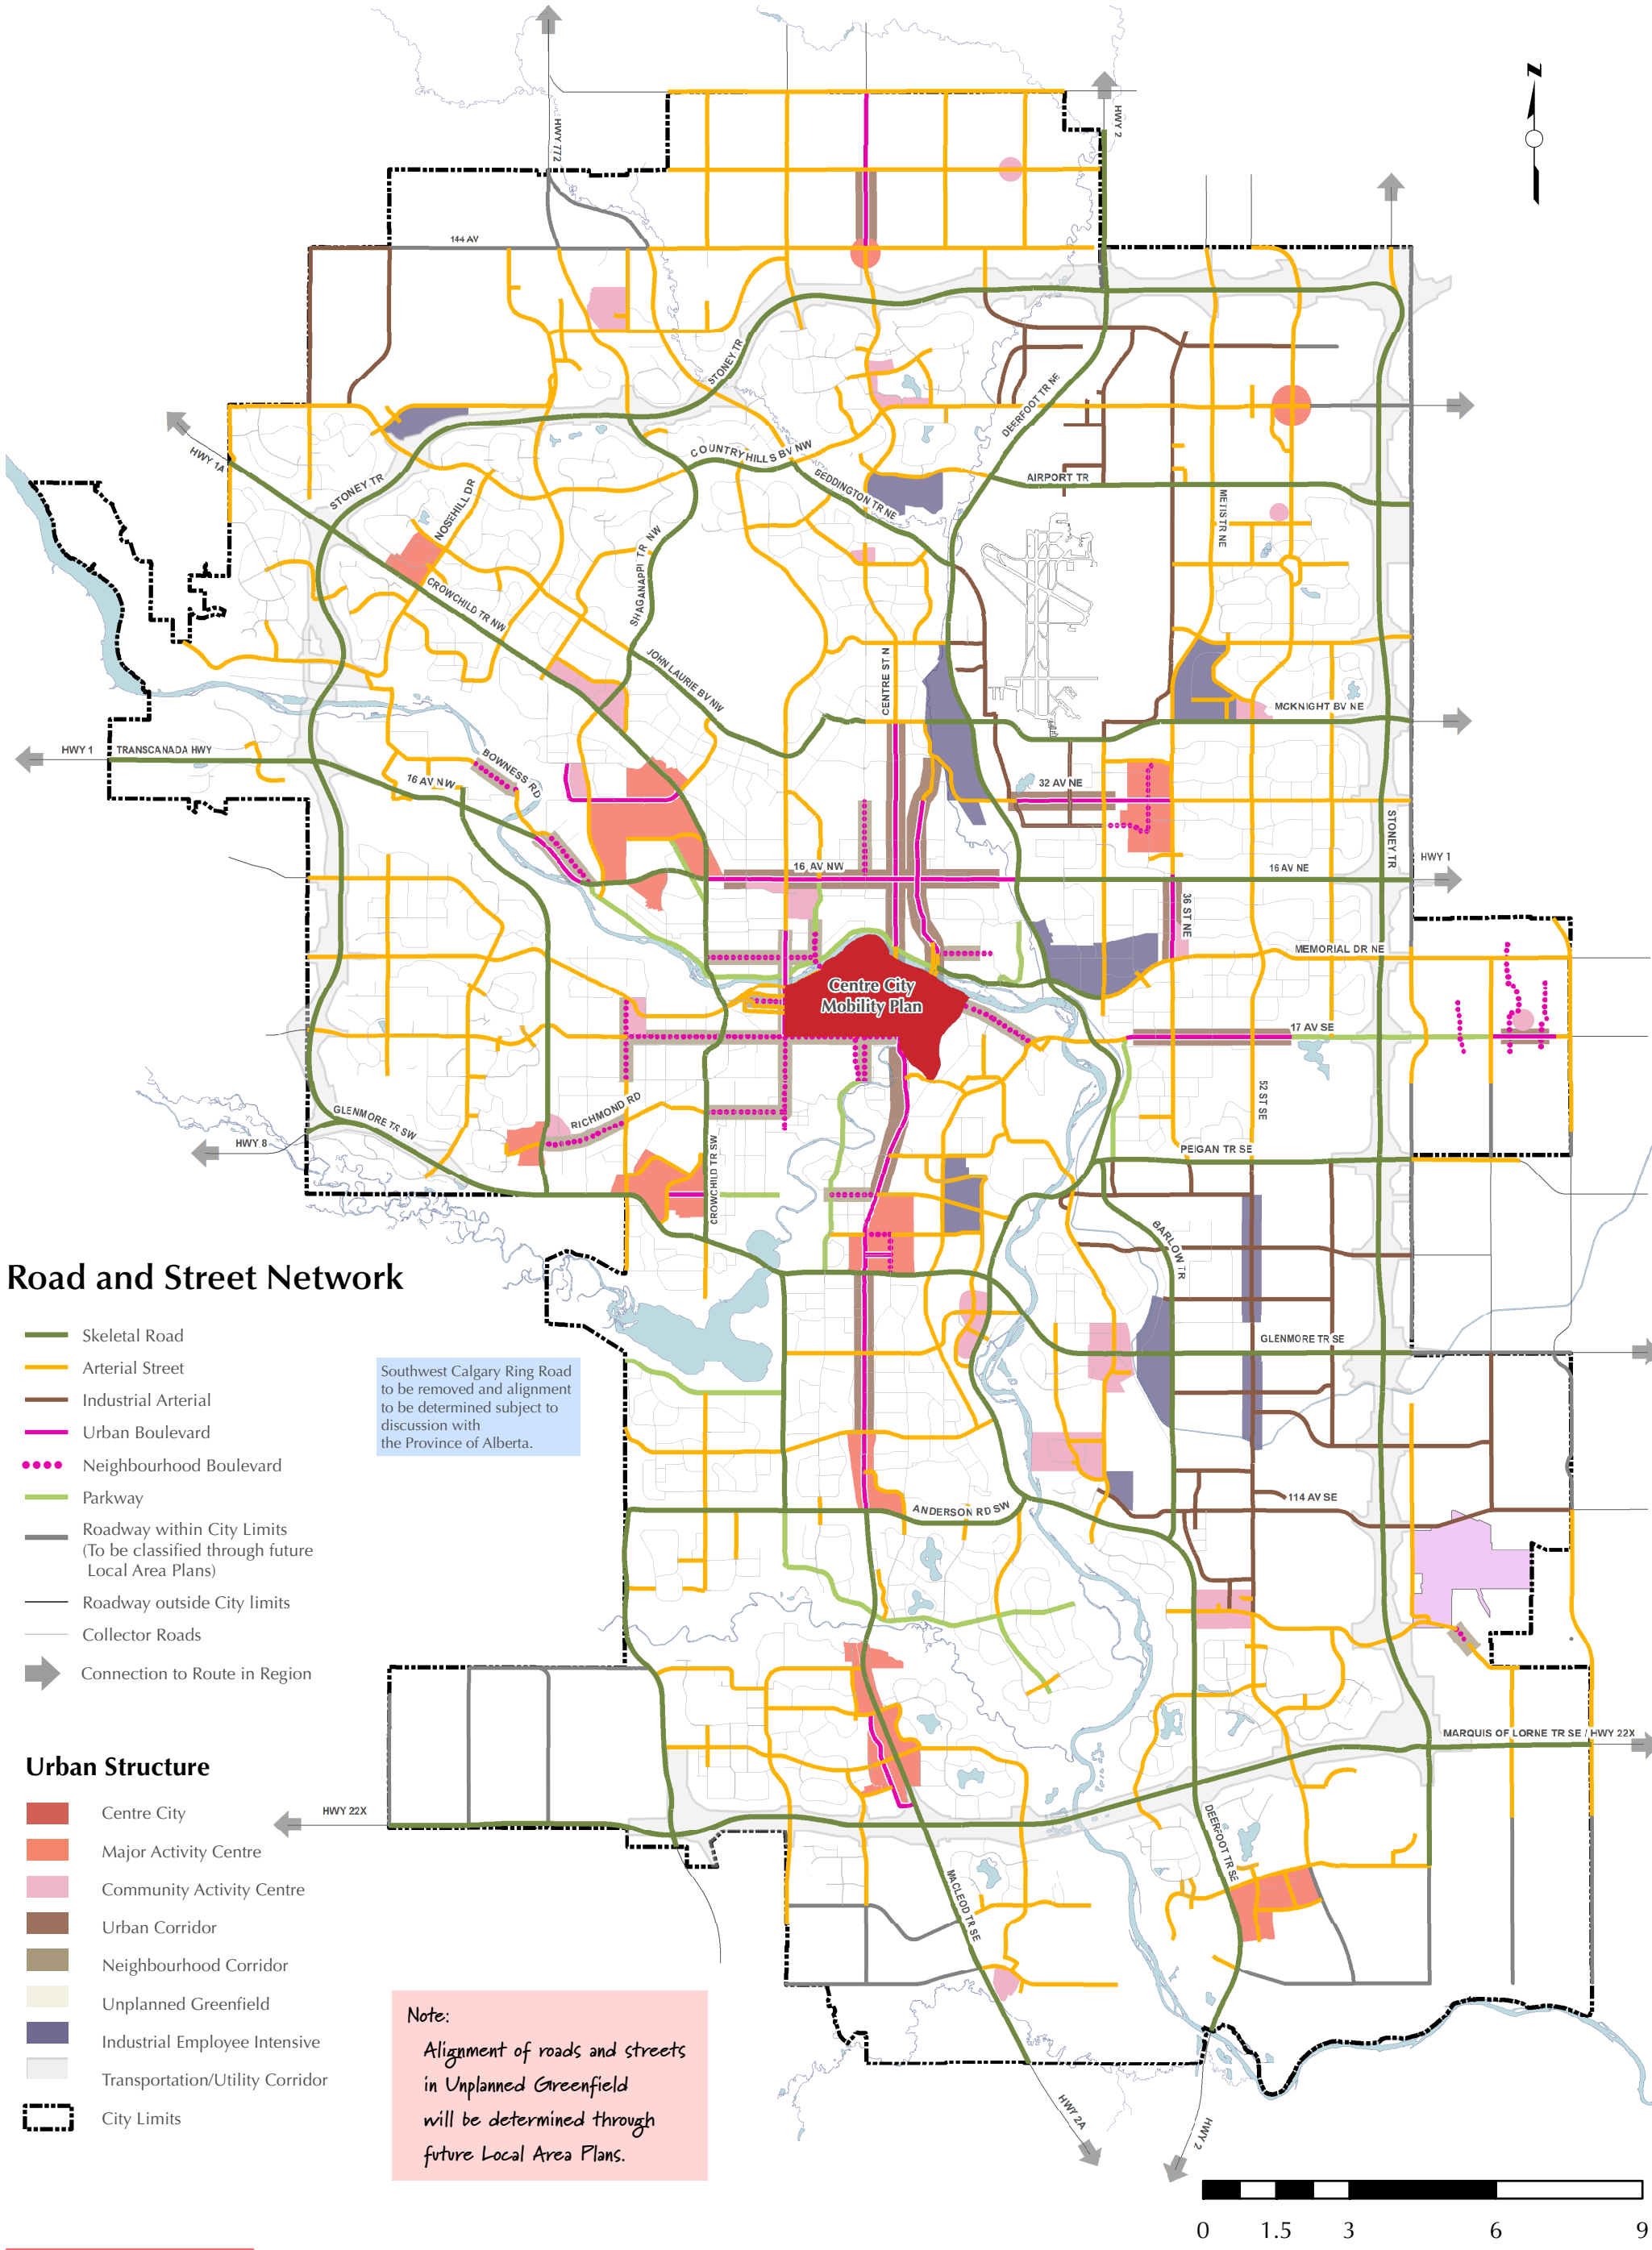 N
HWY 772
HWY 2
144 AV
STONEY TR
DEERFOOT TR NE
HWY 1A
COUNTRY HILLS BV NW
BEDDINGTON TR NE
AIRPORT TR
STONEY TR
NOSEHILL DR
METIS TR NE
SHAGANAPPI TR NW
CROWCHILD TR NW
JOHN LAURIE BV NW
CENTRE ST N
MCKNIGHT BV NE
HWY 1
TRANSCANADA HWY
BOWNESS RD
16 AV NW
32 AV NE
STONEY TR
16 AV NW
16 AV NE
HWY 1
36 ST NE
MEMORIAL DR NE
Centre City
Mobility Plan
17 AV SE
52 ST SE
GLENMORE TR SW
RICHMOND RD
HWY 8
CROWCHILD TR SW
PEIGAN TR SE
BARLOW TR
GLENMORE TR SE
Road and Street Network
Skeletal Road
Arterial Street
Industrial Arterial
Urban Boulevard
Neighbourhood Boulevard
Parkway
Roadway within City Limits
(To be classified through future
Local Area Plans)
Roadway outside City limits
Collector Roads
Connection to Route in Region
Southwest Calgary Ring Road
to be removed and alignment
to be determined subject to
discussion with
the Province of Alberta.
ANDERSON RD SW
114 AV SE
MARQUIS OF LORNE TR SE / HWY 22X
HWY 22X
DEERFOOT TR SE
MACLEOD TR SE
Urban Structure
Centre City
Major Activity Centre
Community Activity Centre
Urban Corridor
Neighbourhood Corridor
Unplanned Greenfield
Industrial Employee Intensive
Transportation/Utility Corridor
City Limits
Note:
Alignment of roads and streets
in Unplanned Greenfield
will be determined through
future Local Area Plans.
HWY 2A
HWY 2
0 1.5 3 6 9